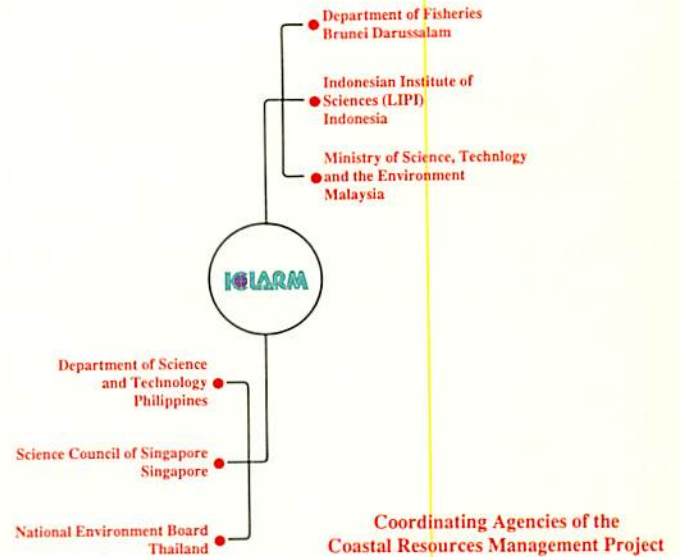 Department of Fisheries
Brunei Darussalam
Indonesian Institute of
Sciences (LIPI)
Indonesia
Ministry of Science, Technlogy
and the Environment
Malaysia
ICLARM
Department of Science
and Technology
Philippines
Science Council of Singapore
Singapore
National Environment Board
Thailand
Coordinating Agencies of the
Coastal Resources Management Project